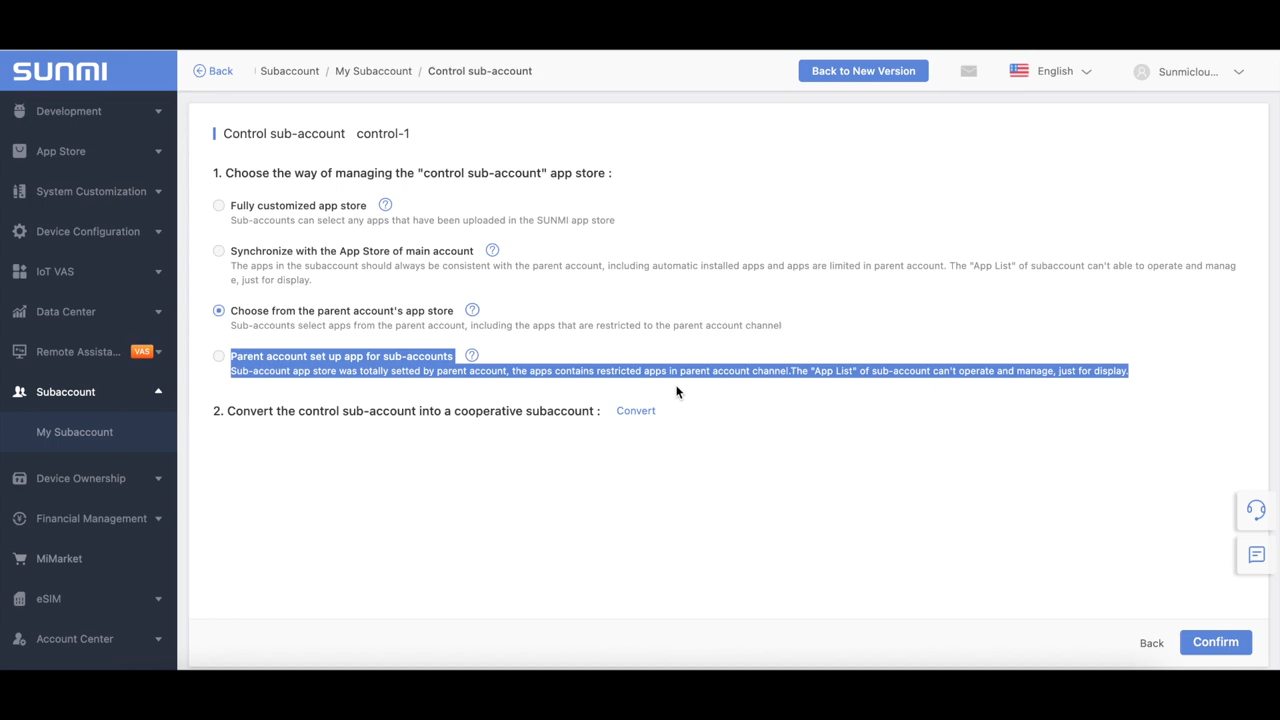 SUNMI
Back
Subaccount / My Subaccount / Control sub-account
Back to New Version
English
Sunmiclou...
Development
App Store
System Customization
Device Configuration
IoT VAS
Data Center
Remote Assista... VAS
Subaccount
My Subaccount
Device Ownership
Financial Management
MiMarket
eSIM
Account Center
Control sub-account control-1
1. Choose the way of managing the "control sub-account" app store :
Fully customized app store ?
Sub-accounts can select any apps that have been uploaded in the SUNMI app store
Synchronize with the App Store of main account ?
The apps in the subaccount should always be consistent with the parent account, including automatic installed apps and apps are limited in parent account. The "App List" of subaccount can't able to operate and manag
e, just for display.
Choose from the parent account's app store ?
Sub-accounts select apps from the parent account, including the apps that are restricted to the parent account channel
Parent account set up app for sub-accounts ?
Sub-account app store was totally setted by parent account, the apps contains restricted apps in parent account channel.The "App List" of sub-account can't operate and manage, just for display.
2. Convert the control sub-account into a cooperative subaccount : Convert
Back
Confirm